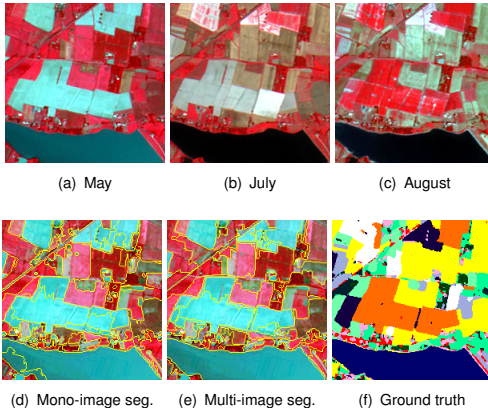 (a) May
(b) July
(c) August
(d) Mono-image seg.
(e) Multi-image seg.
(f) Ground truth